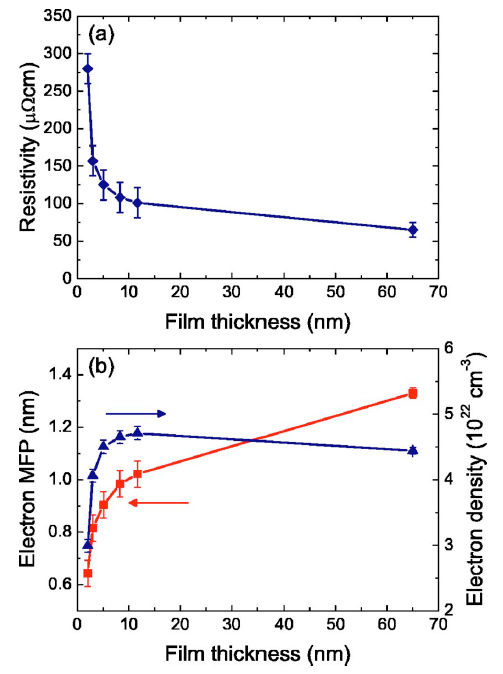 (a)
350
300
250
200
150
100
50
0
Resistivity (μΩcm)
0 10 20 30 40 50 60 70
Film thickness (nm)
(b)
1.4
1.2
1.0
0.8
0.6
Electron MFP (nm)
6
5
4
3
2
Electron density (10²² cm⁻³)
0 10 20 30 40 50 60 70
Film thickness (nm)